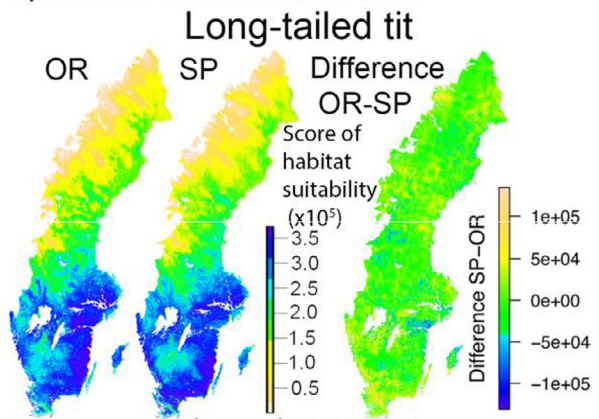 Long-tailed tit
OR
SP
Difference
OR-SP
Score of
habitat
suitability
(x10⁵)
3.5
3.0
2.5
2.0
1.5
1.0
0.5
Difference SP-OR
1e+05
5e+04
0e+00
-5e+04
-1e+05